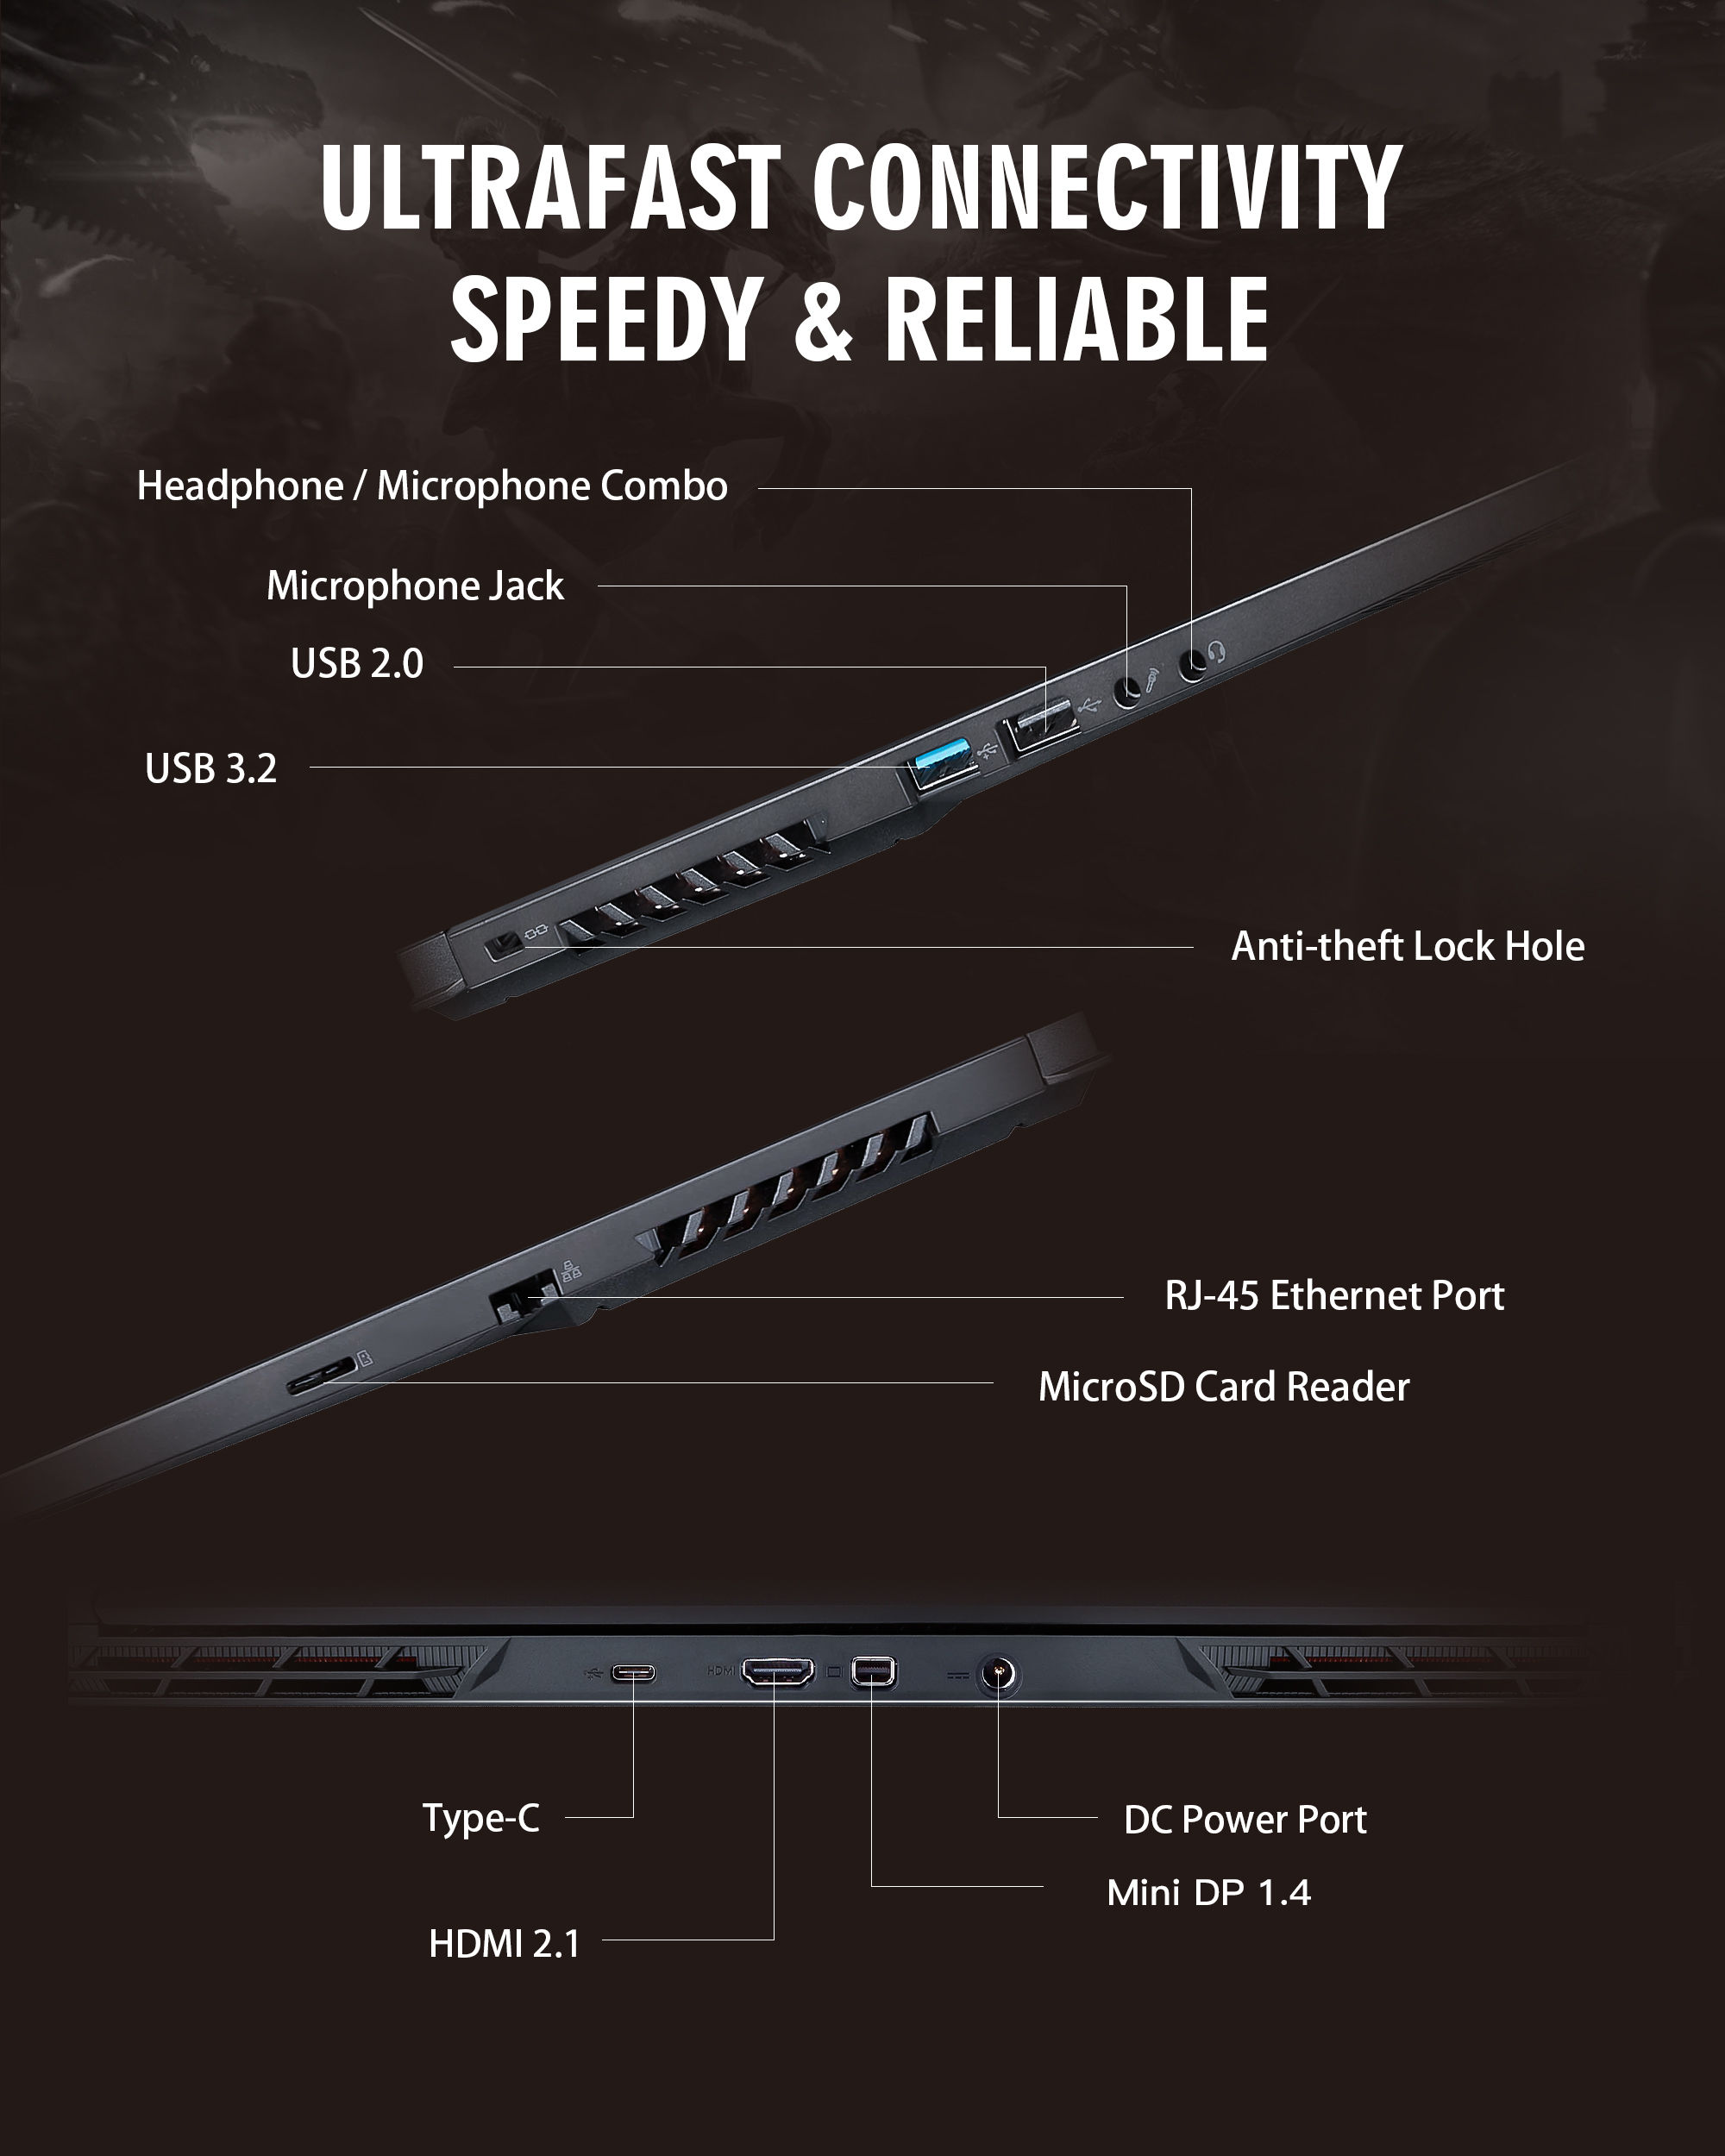 ULTRAFAST CONNECTIVITY
SPEEDY & RELIABLE
Headphone / Microphone Combo
Microphone Jack
USB 2.0
USB 3.2
Anti-theft Lock Hole
RJ-45 Ethernet Port
MicroSD Card Reader
HDMI
Type-C
DC Power Port
Mini DP 1.4
HDMI 2.1